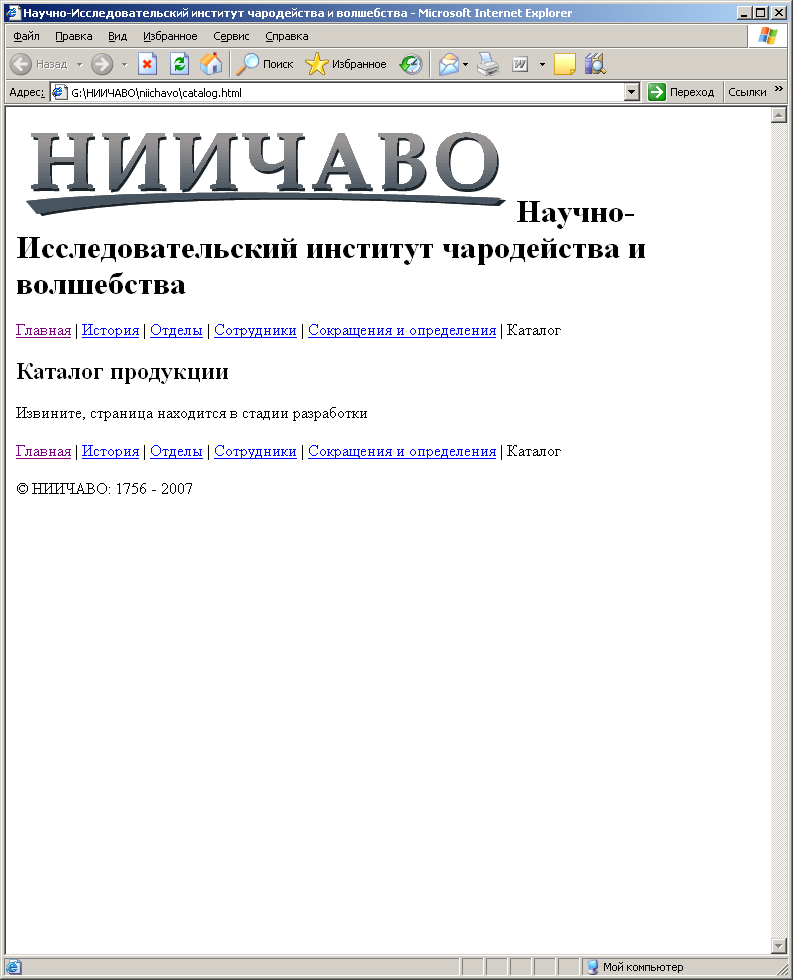 Научно-Исследовательский институт чародейства и волшебства - Microsoft Internet Explorer
Файл Правка Вид Избранное Сервис Справка
Назад Поиск Избранное
Адрес: G:\НИИЧАВО\niichavo\catalog.html Переход Ссылки »
НИИЧАВО Научно-
Исследовательский институт чародейства и
волшебства
Главная | История | Отделы | Сотрудники | Сокращения и определения | Каталог
Каталог продукции
Извините, страница находится в стадии разработки
Главная | История | Отделы | Сотрудники | Сокращения и определения | Каталог
© НИИЧАВО: 1756 - 2007
Мой компьютер